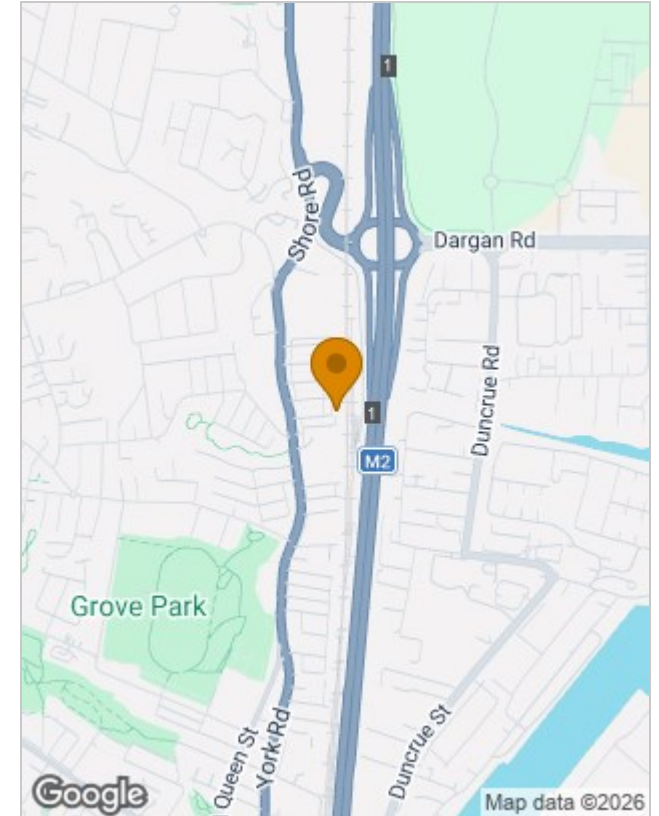 1
Shore Rd
Dargan Rd
Duncrue Rd
1
M2
Grove Park
Queen St
York Rd
Duncrue St
Google
Map data ©2026